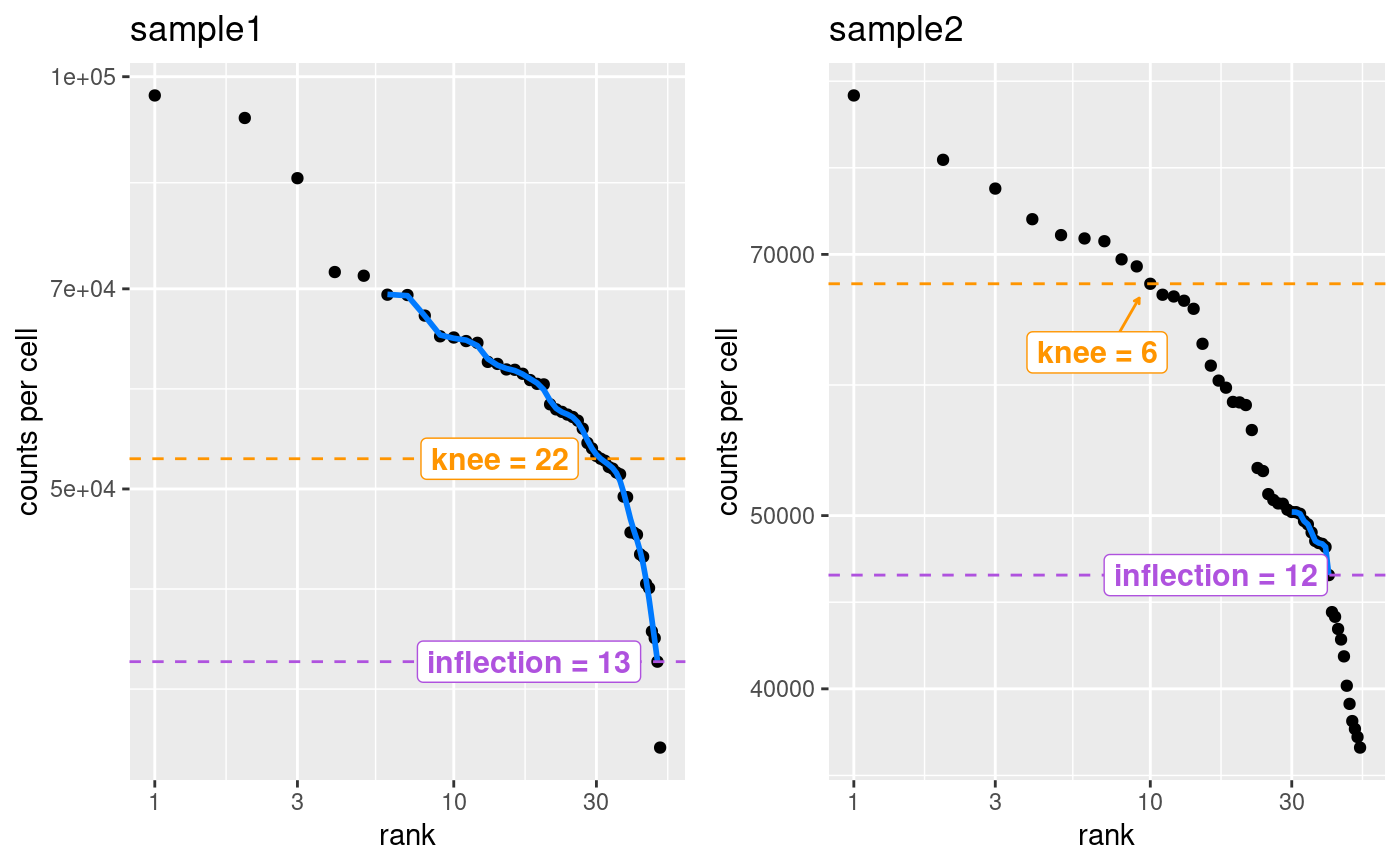 sample1
1e+05
7e+04
5e+04
counts per cell
knee = 22
inflection = 13
1
3
10
30
rank
sample2
70000
50000
40000
counts per cell
knee = 6
inflection = 12
1
3
10
30
rank